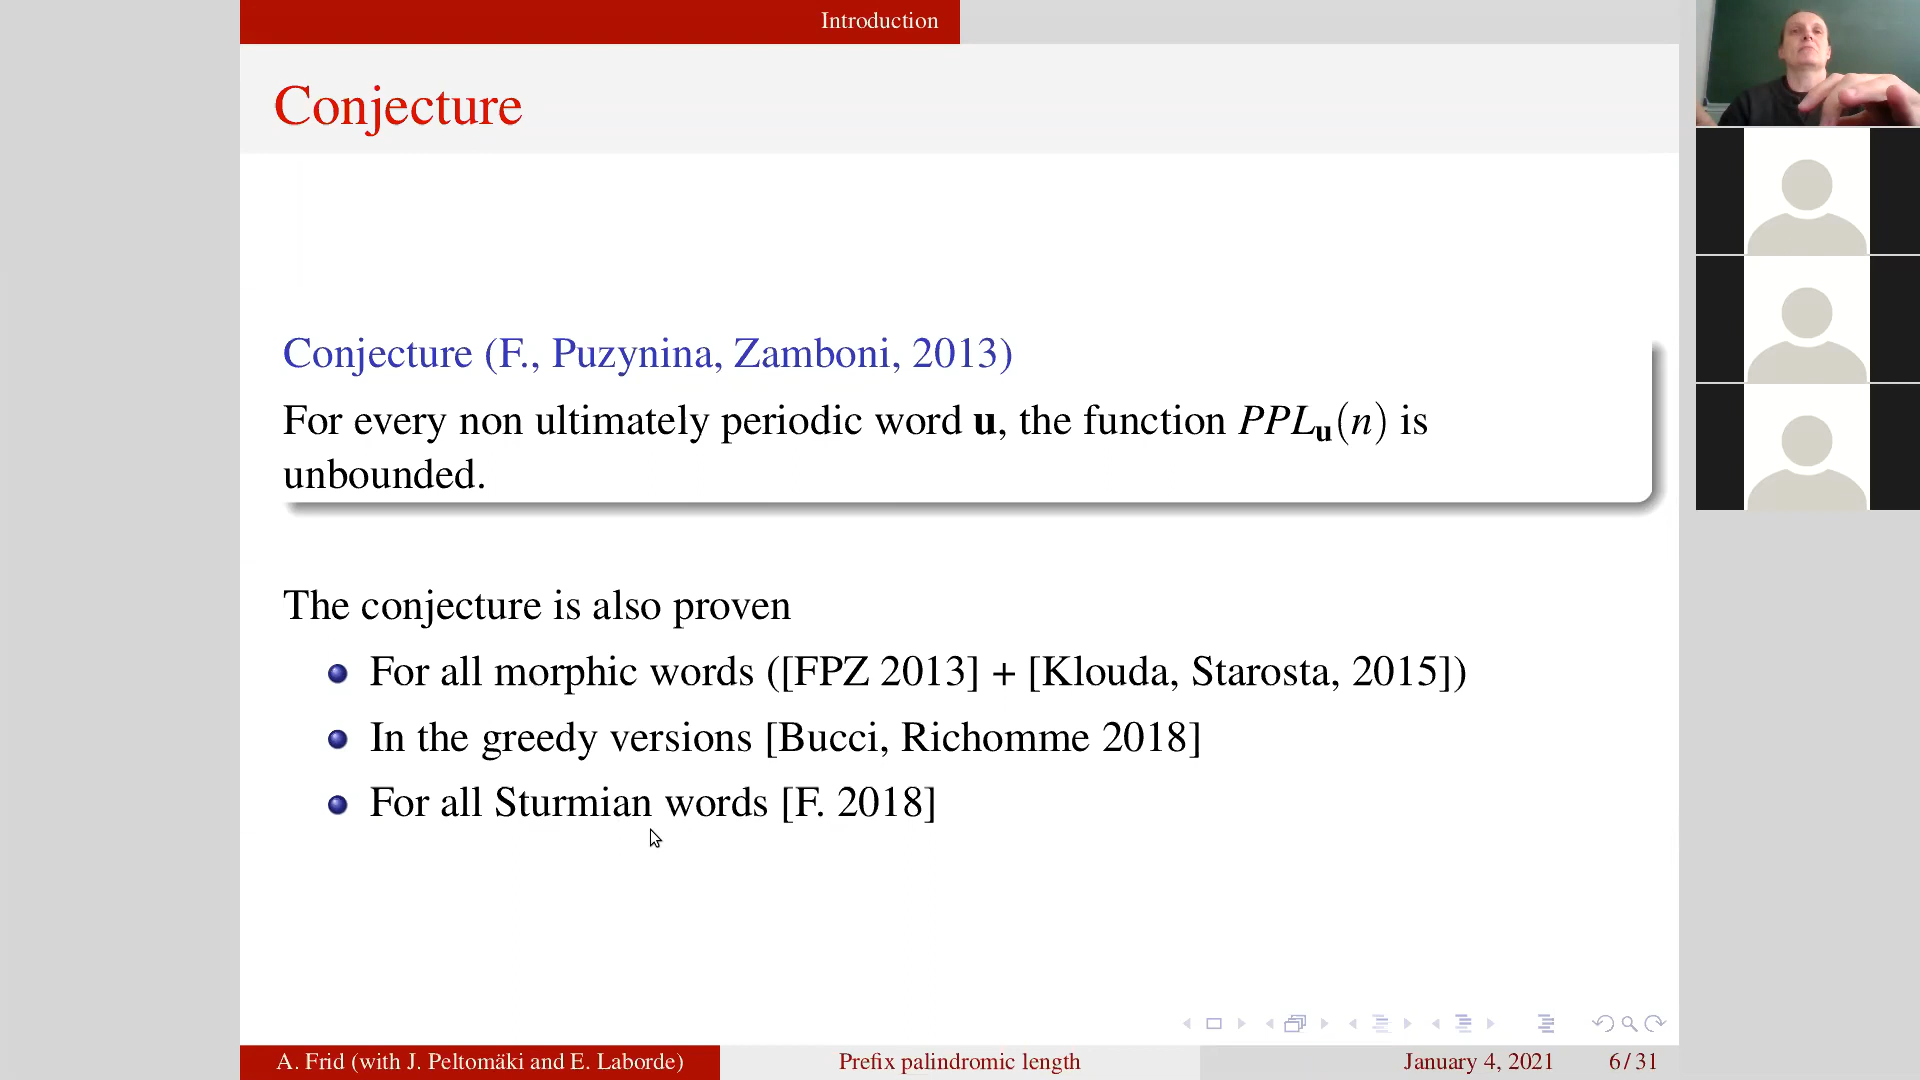 Introduction
Conjecture
Conjecture (F., Puzynina, Zamboni, 2013)
For every non ultimately periodic word u, the function PPL_u(n) is
unbounded.
The conjecture is also proven
For all morphic words ([FPZ 2013] + [Klouda, Starosta, 2015])
In the greedy versions [Bucci, Richomme 2018]
For all Sturmian words [F. 2018]
A. Frid (with J. Peltomäki and E. Laborde)
Prefix palindromic length
January 4, 2021
6 / 31